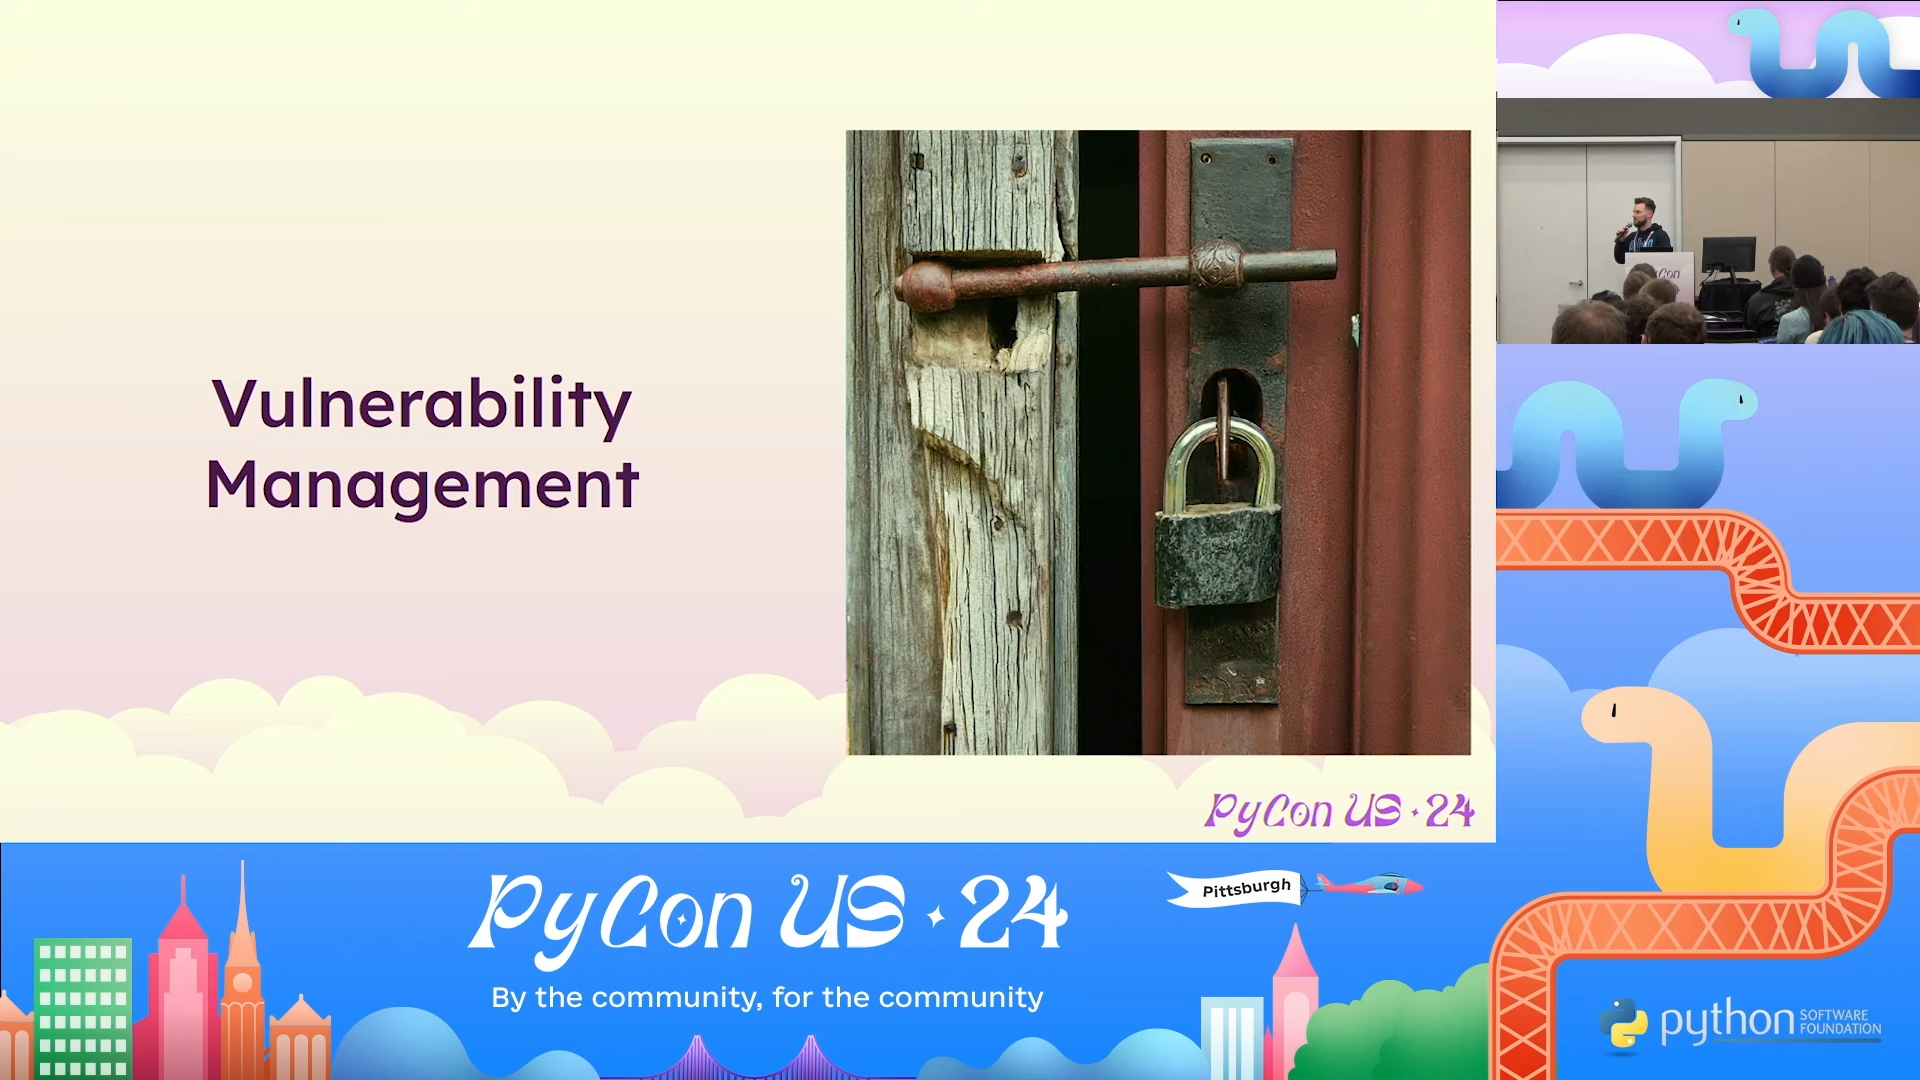 Vulnerability
Management
PyCon US · 24
PyCon US · 24
By the community, for the community
Pittsburgh
python
SOFTWARE
FOUNDATION